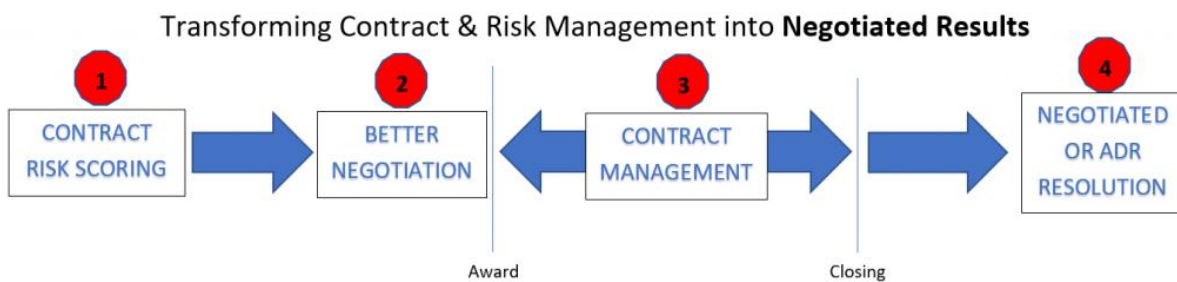 Transforming Contract & Risk Management into Negotiated Results
1
CONTRACT
RISK SCORING
2
BETTER
NEGOTIATION
3
CONTRACT
MANAGEMENT
4
NEGOTIATED
OR ADR
RESOLUTION
Award
Closing